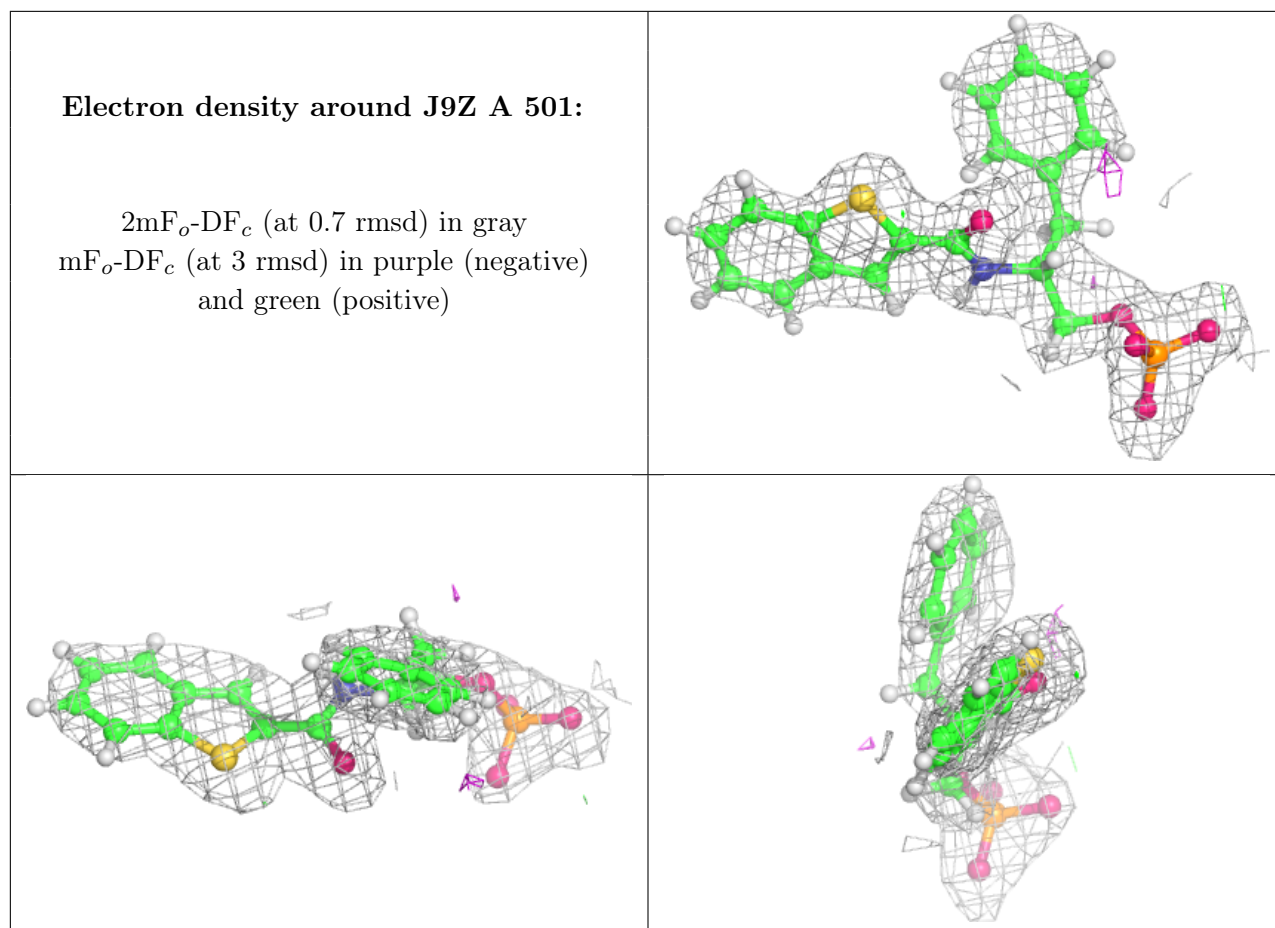 Electron density around J9Z A 501:
2mFo-DFc (at 0.7 rmsd) in gray
mFo-DFc (at 3 rmsd) in purple (negative)
and green (positive)